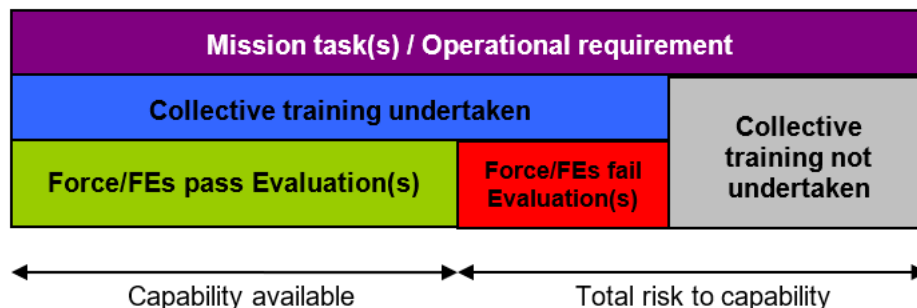 Mission task(s) / Operational requirement
Collective training undertaken
Collective
training not
undertaken
Force/FEs pass Evaluation(s)
Force/FEs fail
Evaluation(s)
Capability available
Total risk to capability